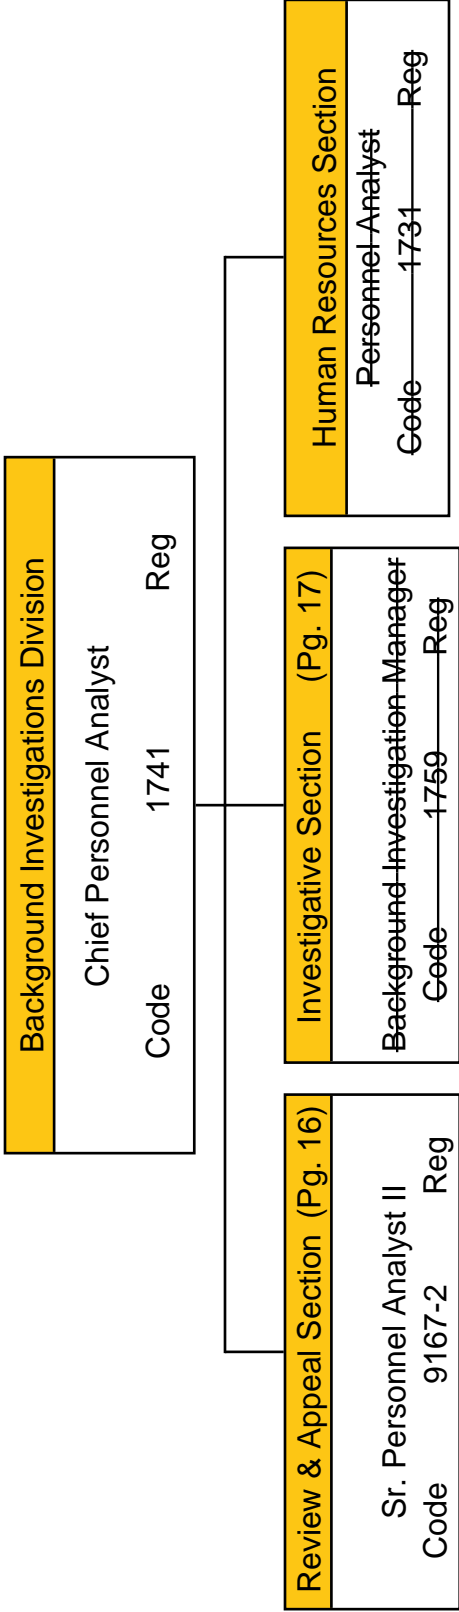 Background Investigations Division
Chief Personnel Analyst
Code 1741 Reg
Review & Appeal Section (Pg. 16)
Sr. Personnel Analyst II
Code 9167-2 Reg
Investigative Section (Pg. 17)
Background Investigation Manager
Code 1759 Reg
Human Resources Section
Personnel Analyst
Code 1731 Reg